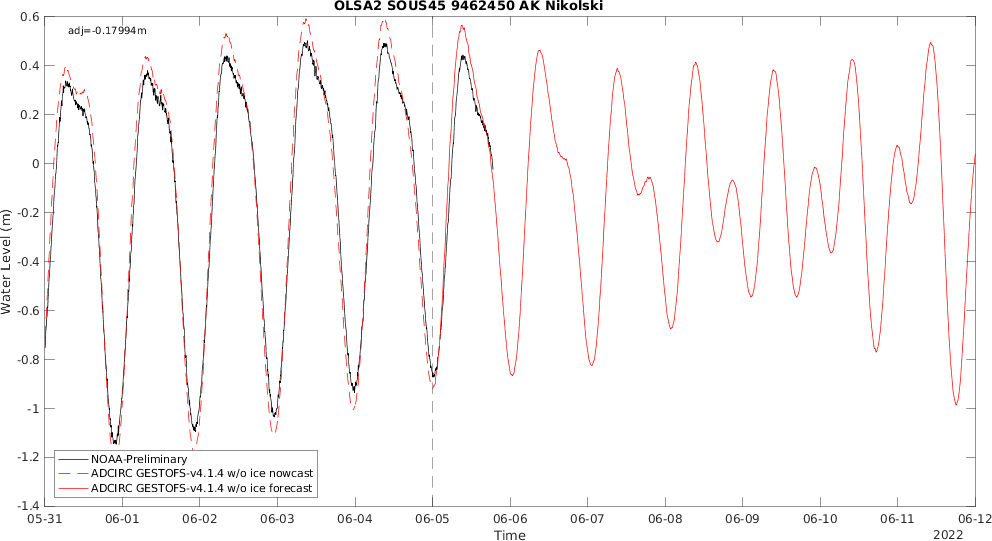 OLSA2 SOUS45 9462450 AK Nikolski
adj=-0.17994m
0.6
0.4
0.2
0
-0.2
-0.4
-0.6
-0.8
-1
-1.2
-1.4
Water Level (m)
NOAA-Preliminary
ADCIRC GESTOFS-v4.1.4 w/o ice nowcast
ADCIRC GESTOFS-v4.1.4 w/o ice forecast
05-31 06-01 06-02 06-03 06-04 06-05 06-06 06-07 06-08 06-09 06-10 06-11 06-12
Time
2022